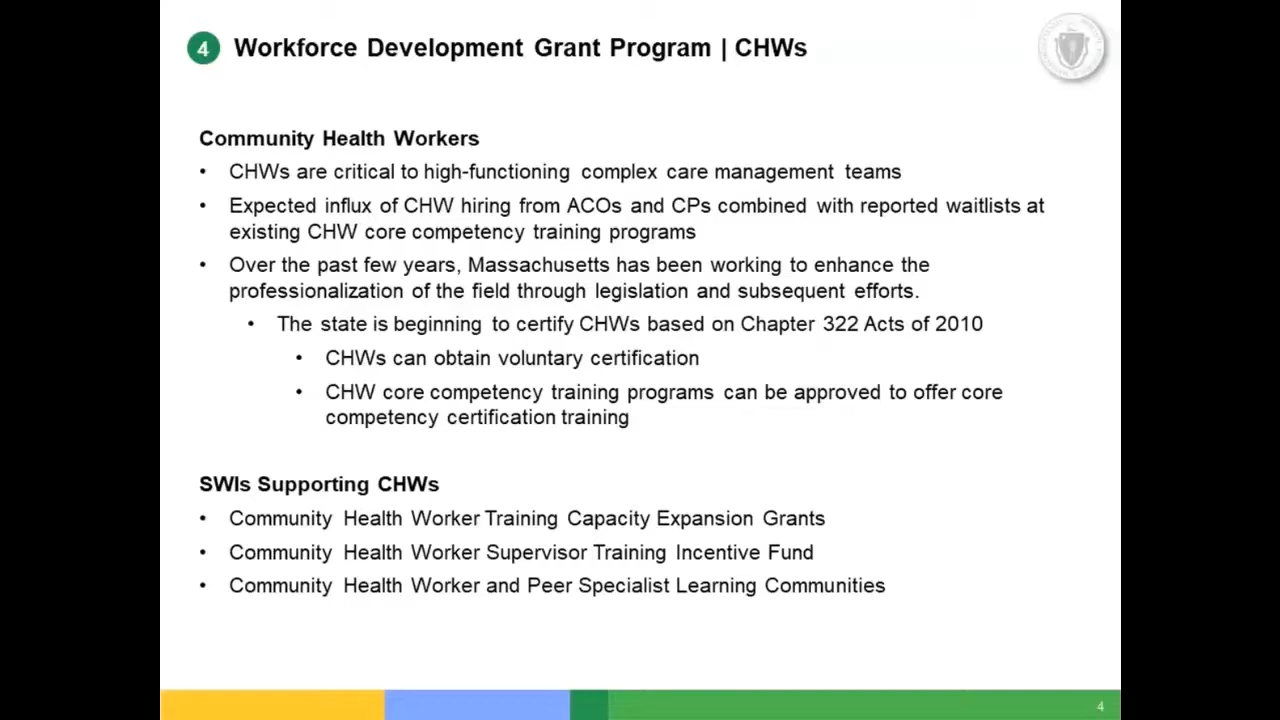 4 Workforce Development Grant Program | CHWs
Community Health Workers
• CHWs are critical to high-functioning complex care management teams
• Expected influx of CHW hiring from ACOs and CPs combined with reported waitlists at
existing CHW core competency training programs
• Over the past few years, Massachusetts has been working to enhance the
professionalization of the field through legislation and subsequent efforts.
• The state is beginning to certify CHWs based on Chapter 322 Acts of 2010
• CHWs can obtain voluntary certification
• CHW core competency training programs can be approved to offer core
competency certification training
SWIs Supporting CHWs
• Community Health Worker Training Capacity Expansion Grants
• Community Health Worker Supervisor Training Incentive Fund
• Community Health Worker and Peer Specialist Learning Communities
4